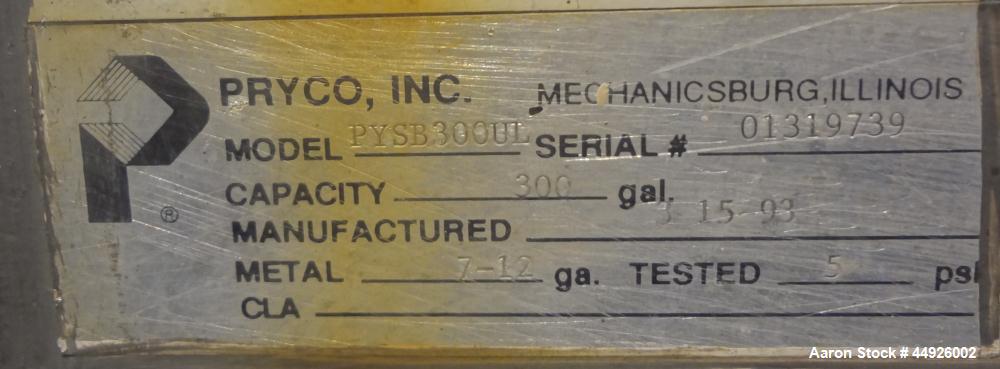 PRYCO, INC. MECHANICSBURG, ILLINOIS
MODEL PYSB300UL SERIAL # 01319739
CAPACITY 300 gal.
MANUFACTURED 3 15-93
METAL 7-12 ga. TESTED 5 psi
CLA
®
Aaron Stock # 44926002